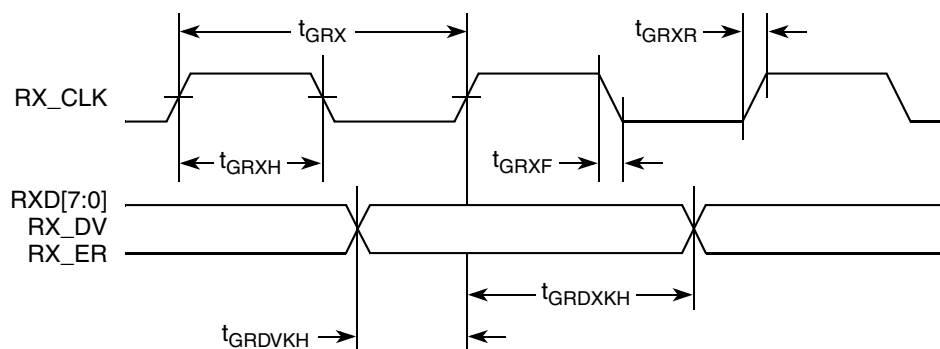 tGRX
tGRXR
RX_CLK
tGRXH
tGRXF
RXD[7:0]
RX_DV
RX_ER
tGRDXKH
tGRDVKH